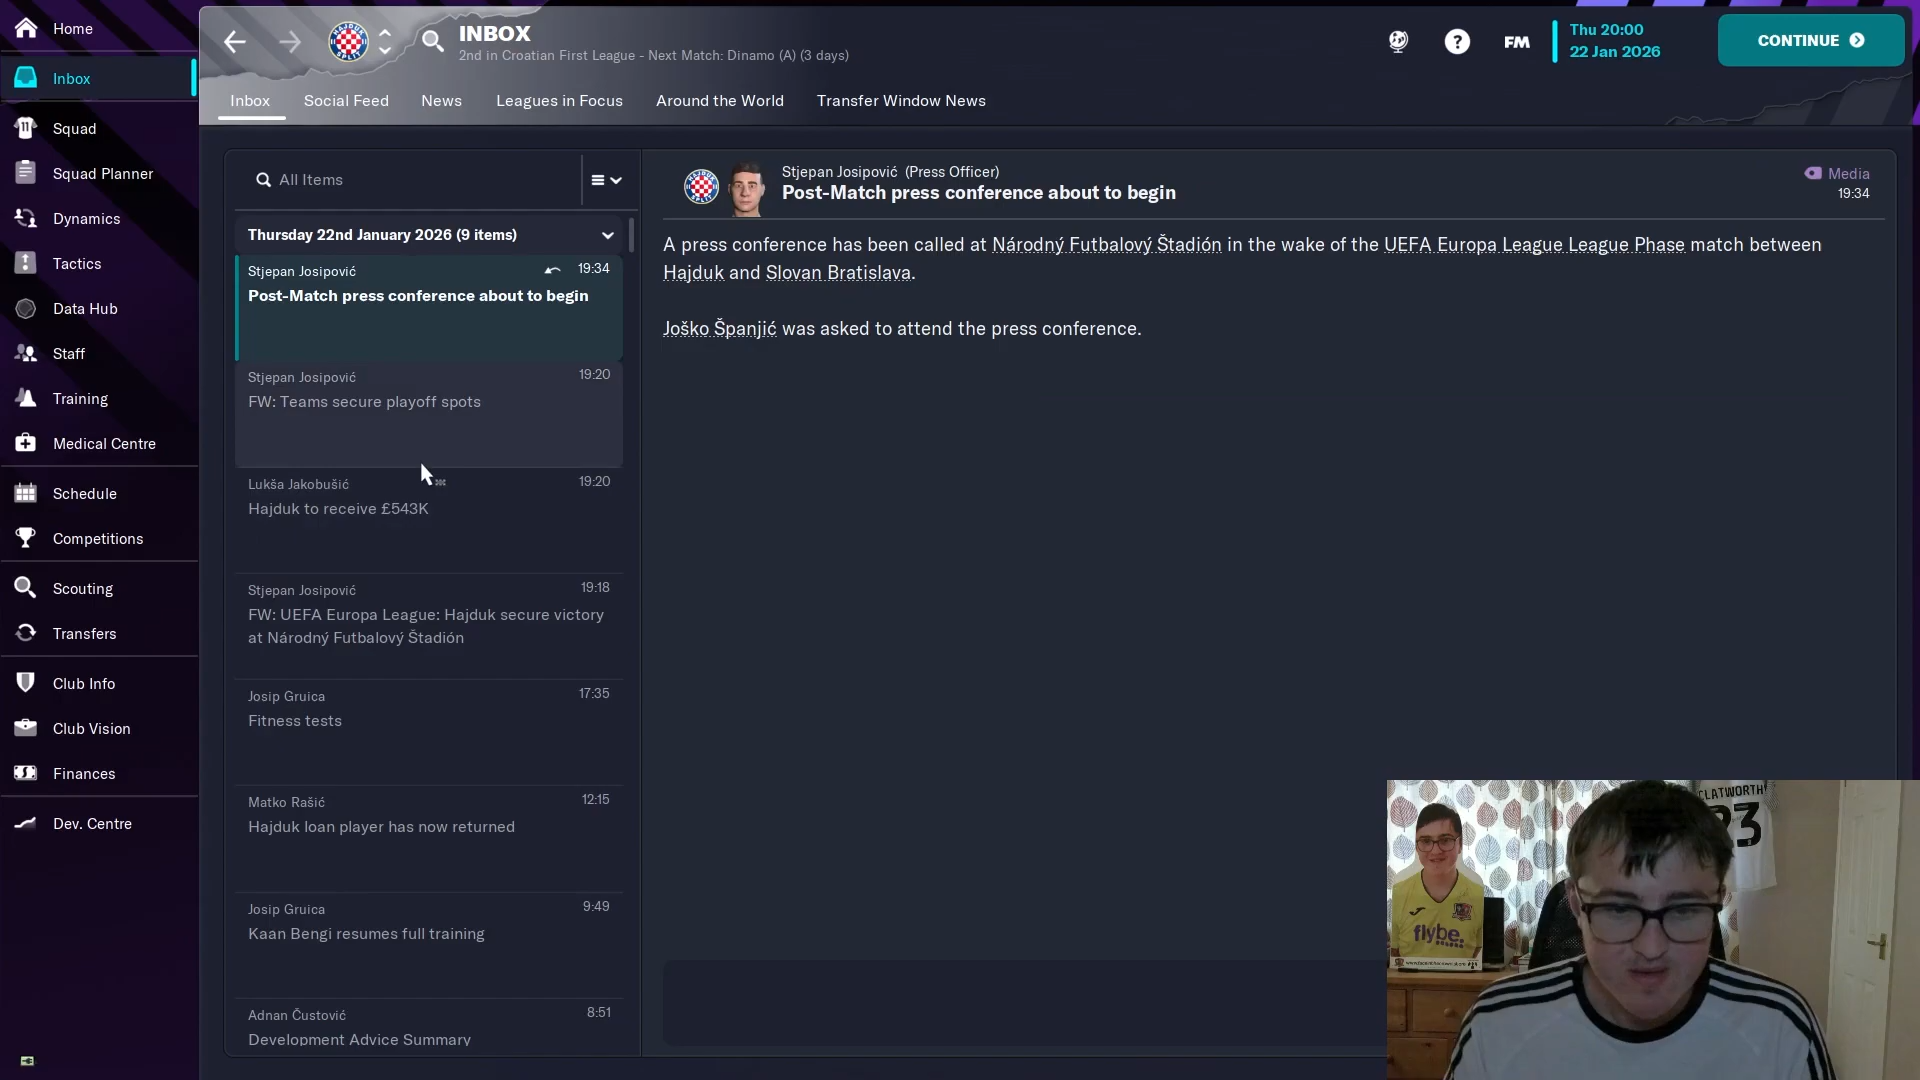 Home
Inbox
Squad
Squad Planner
Dynamics
Tactics
Data Hub
Staff
Training
Medical Centre
Schedule
Competitions
Scouting
Transfers
Club Info
Club Vision
Finances
Dev. Centre
INBOX
2nd in Croatian First League - Next Match: Dinamo (A) (3 days)
FM
Thu 20:00
22 Jan 2026
CONTINUE
Inbox
Social Feed
News
Leagues in Focus
Around the World
Transfer Window News
All Items
Thursday 22nd January 2026 (9 items)
Stjepan Josipović 19:34
Post-Match press conference about to begin
Stjepan Josipović 19:20
FW: Teams secure playoff spots
Lukša Jakobušić 19:20
Hajduk to receive £543K
Stjepan Josipović 19:18
FW: UEFA Europa League: Hajduk secure victory
at Národný Futbalový Štadión
Josip Gruica 17:35
Fitness tests
Matko Rašić 12:15
Hajduk loan player has now returned
Josip Gruica 9:49
Kaan Bengi resumes full training
Adnan Čustović 8:51
Development Advice Summary
Stjepan Josipović (Press Officer)
Post-Match press conference about to begin
Media
19:34
A press conference has been called at Národný Futbalový Štadión in the wake of the UEFA Europa League League Phase match between
Hajduk and Slovan Bratislava.
Joško Španjić was asked to attend the press conference.
CLATWORTHY
23
flybe.